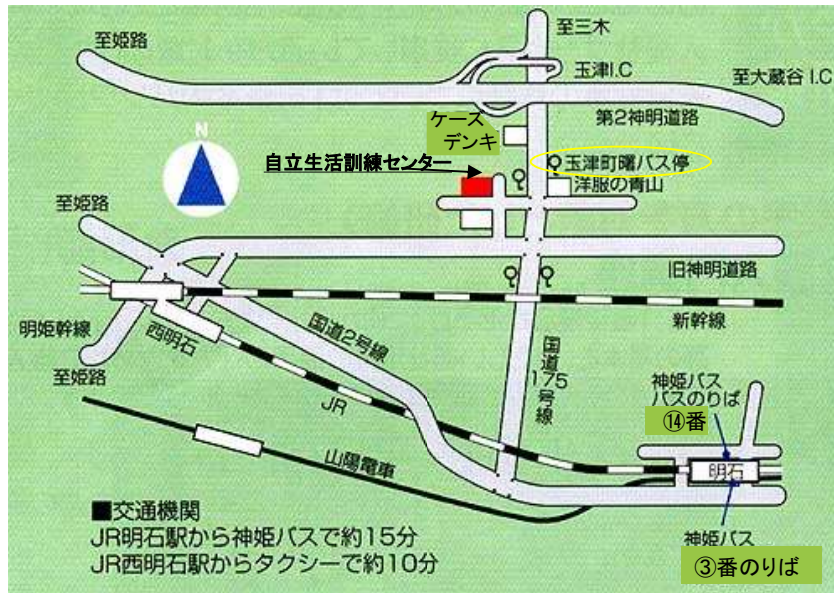 至三木
至姫路
玉津I.C
至大蔵谷 I.C
第2神明道路
ケーズ
デンキ
N
自立生活訓練センター
玉津町曙バス停
洋服の青山
至姫路
旧神明道路
新幹線
明姫幹線
西明石
国道2号線
国道175号線
至姫路
JR
神姫バス
バスのりば
⑭番
山陽電車
明石
■交通機関
JR明石駅から神姫バスで約15分
JR西明石駅からタクシーで約10分
神姫バス
③番のりば